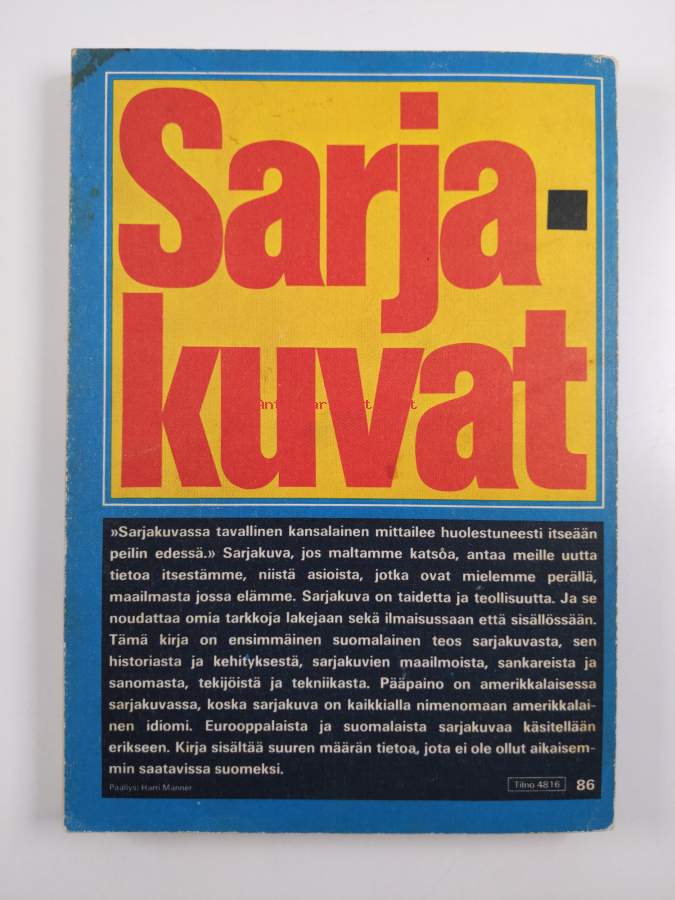 Sarja-
kuvat
»Sarjakuvassa tavallinen kansalainen mittailee huolestuneesti itseään
peilin edessä.» Sarjakuva, jos maltamme katsoa, antaa meille uutta
tietoa itsestämme, niistä asioista, jotka ovat mielemme perällä,
maailmasta jossa elämme. Sarjakuva on taidetta ja teollisuutta. Ja se
noudattaa omia tarkkoja lakejaan sekä ilmaisussaan että sisällössään.
Tämä kirja on ensimmäinen suomalainen teos sarjakuvasta, sen
historiasta ja kehityksestä, sarjakuvien maailmoista, sankareista ja
sanomasta, tekijöistä ja tekniikasta. Pääpaino on amerikkalaisessa
sarjakuvassa, koska sarjakuva on kaikkialla nimenomaan amerikkalai-
nen idiomi. Eurooppalaista ja suomalaista sarjakuvaa käsitellään
erikseen. Kirja sisältää suuren määrän tietoa, jota ei ole ollut aikaisem-
min saatavissa suomeksi.
Päällys: Harri Manner
Tilno 4816 86